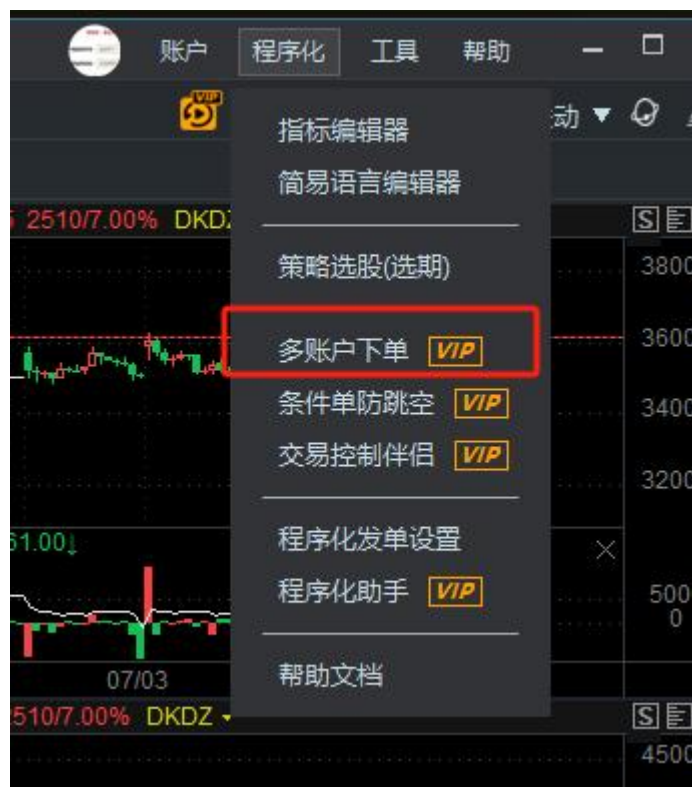 账户 程序化 工具 帮助
VIP
动
指标编辑器
简易语言编辑器
2510/7.00% DKDZ S
策略选股(选期) 3800
3600
多账户下单 VIP
条件单防跳空 VIP 3400
交易控制伴侣 VIP
3200
程序化发单设置
51.00↓
程序化助手 VIP 500
0
07/03 帮助文档
2510/7.00% DKDZ S
4500